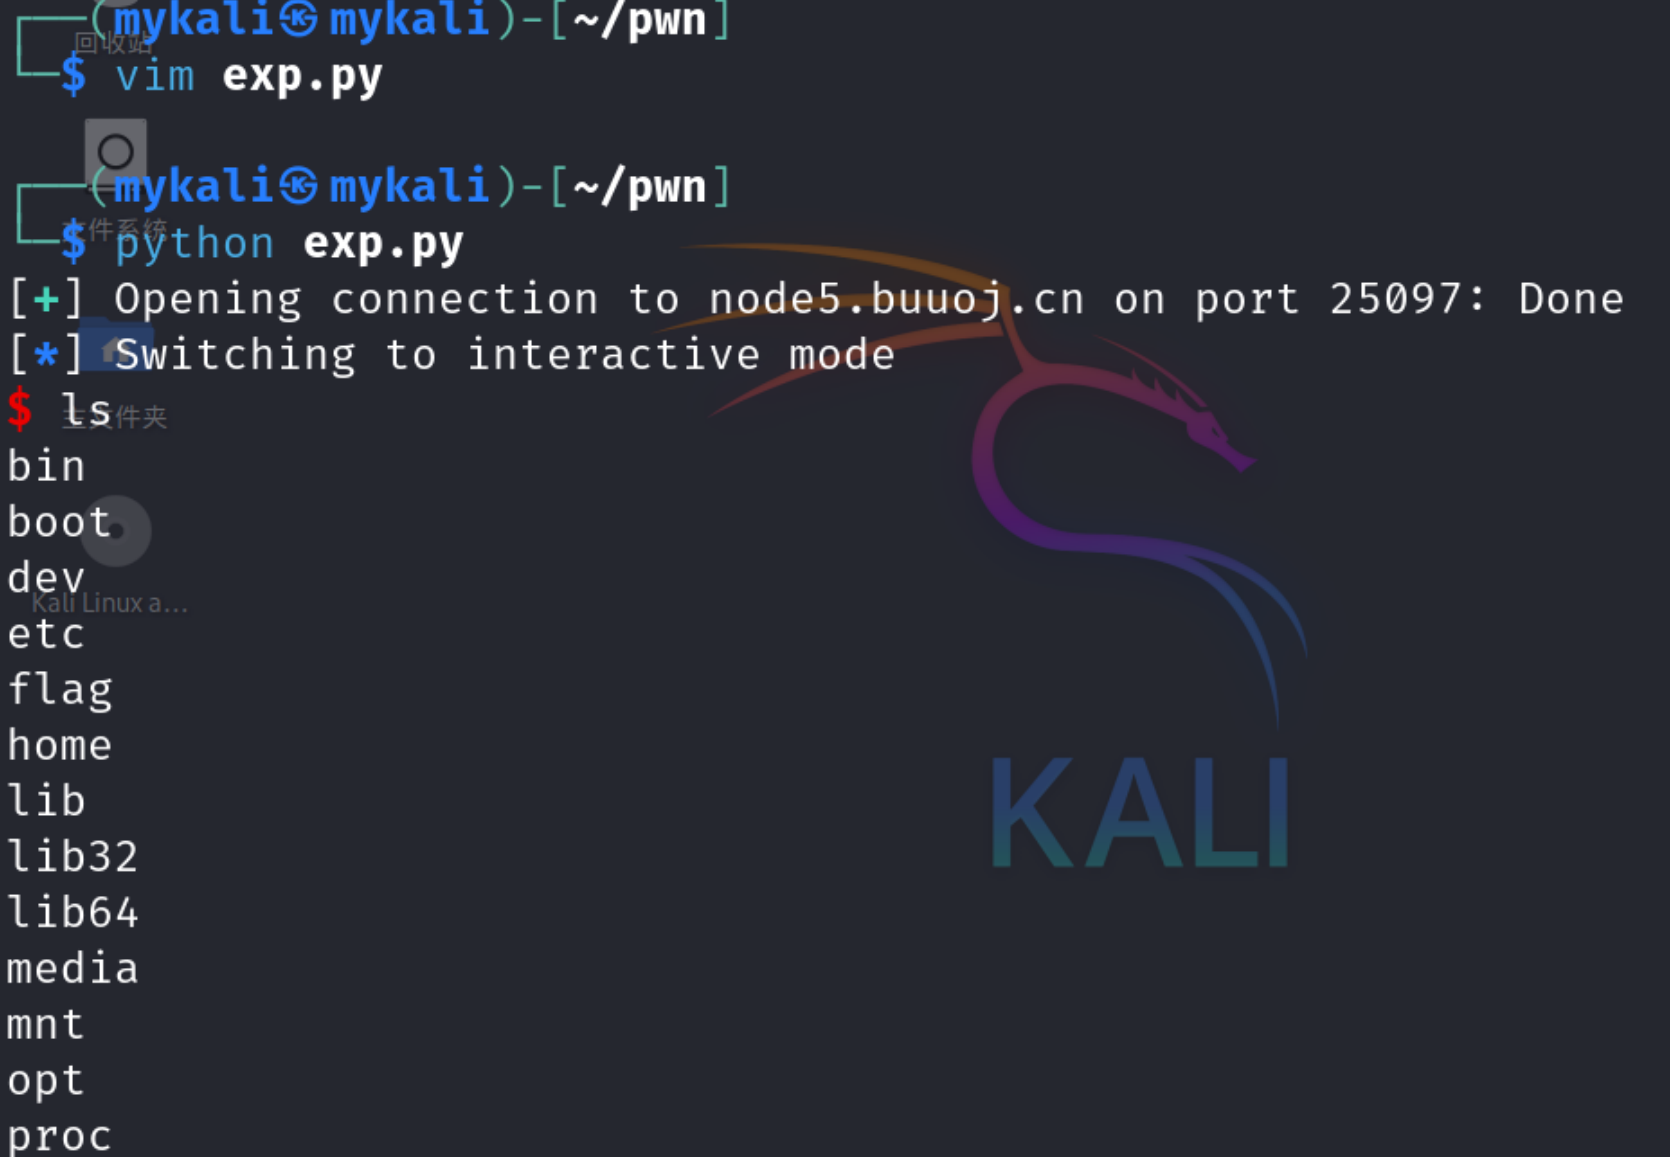 ┌──(mykali㉿mykali)-[~/pwn]
回收站
└─$ vim exp.py
┌──(mykali㉿mykali)-[~/pwn]
文件系统
└─$ python exp.py
[+] Opening connection to node5.buuoj.cn on port 25097: Done
[*] Switching to interactive mode
$ ls
主文件夹
bin
boot
dev
Kali Linux a...
etc
flag
home
lib
KALI
lib32
lib64
media
mnt
opt
proc